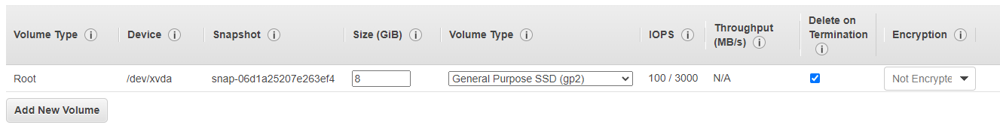 Volume Type Device Snapshot Size (GiB) Volume Type IOPS Throughput (MB/s) Delete on Termination Encryption
Root /dev/xvda snap-06d1a25207e263ef4 8 General Purpose SSD (gp2) 100 / 3000 N/A Not Encrypte
Add New Volume